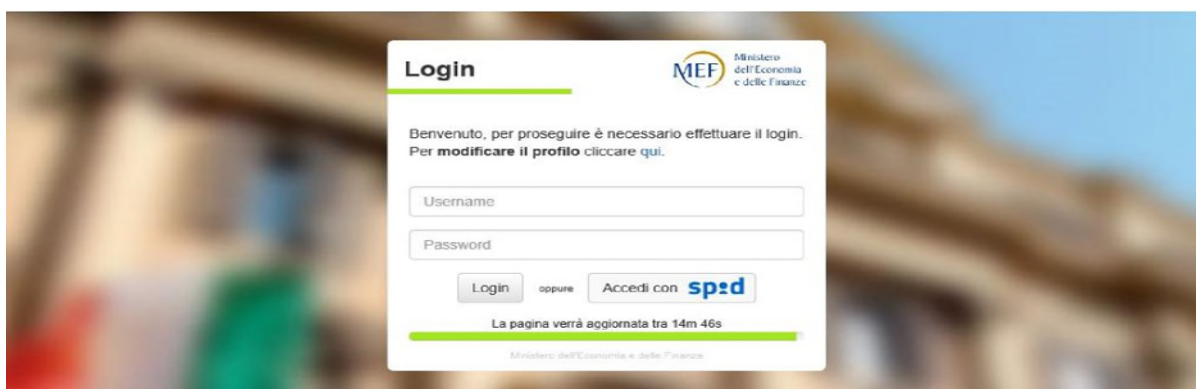 Login
MEF
Ministero
dell'Economia
e delle Finanze
Benvenuto, per proseguire è necessario effettuare il login.
Per modificare il profilo cliccare qui.
Username
Password
Login oppure Accedi con spid
La pagina verrà aggiornata tra 14m 46s
Ministero dell'Economia e delle Finanze